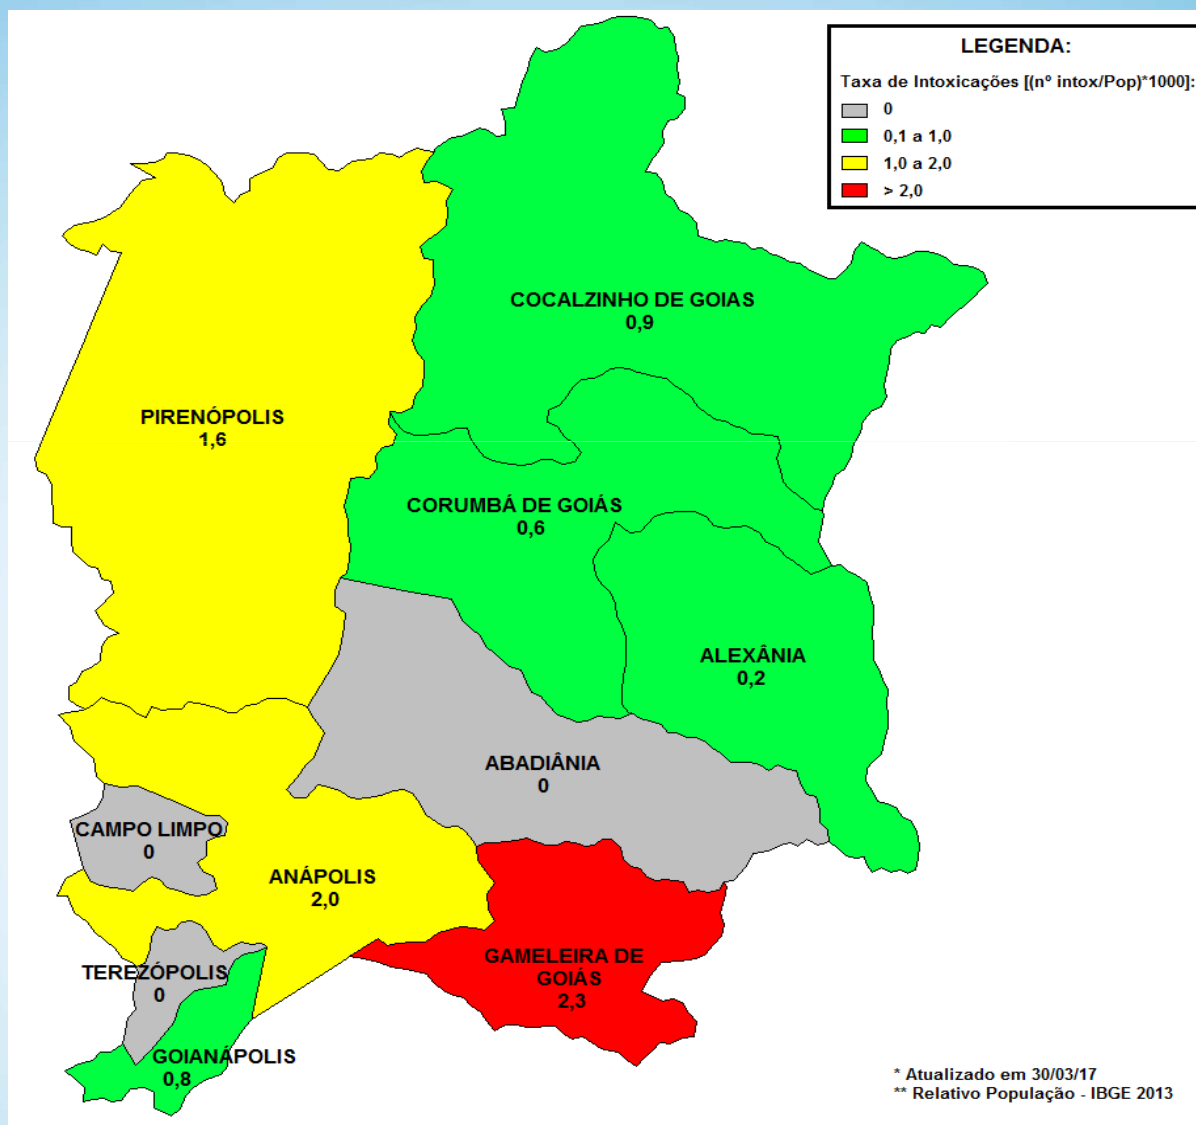 LEGENDA:
Taxa de Intoxicações [(nº intox/Pop)*1000]:
0
0,1 a 1,0
1,0 a 2,0
> 2,0
COCALZINHO DE GOIAS
0,9
PIRENÓPOLIS
1,6
CORUMBÁ DE GOIÁS
0,6
ALEXÂNIA
0,2
ABADIÂNIA
0
CAMPO LIMPO
0
ANÁPOLIS
2,0
GAMELEIRA DE
GOIÁS
2,3
TEREZÓPOLIS
0
GOIANÁPOLIS
0,8
* Atualizado em 30/03/17
** Relativo População - IBGE 2013